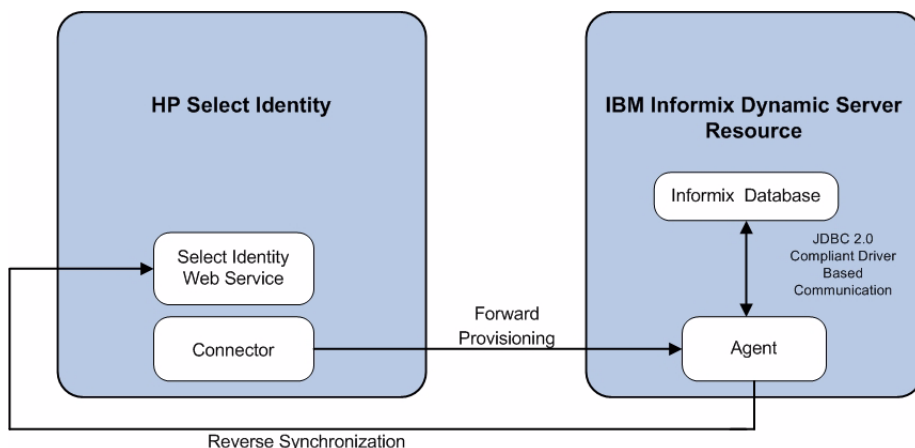 HP Select Identity
IBM Informix Dynamic Server
Resource
Informix Database
JDBC 2.0
Compliant Driver
Based
Communication
Select Identity
Web Service
Forward
Provisioning
Connector
Agent
Reverse Synchronization